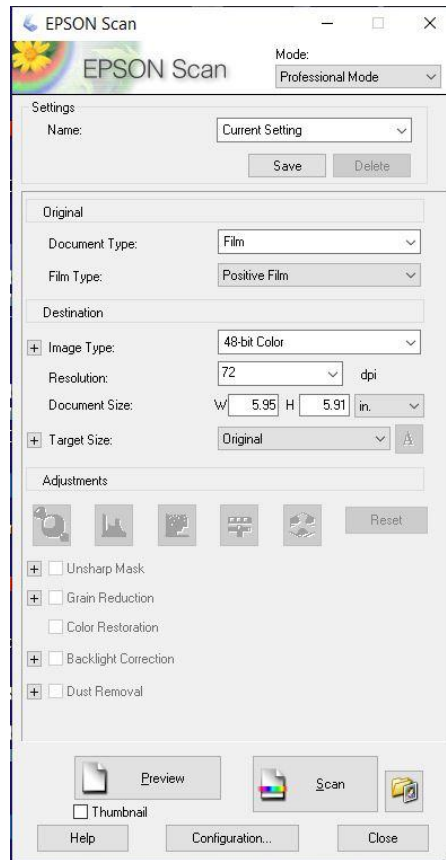 EPSON Scan
EPSON Scan
Mode:
Professional Mode
Settings
Name:
Current Setting
Save
Delete
Original
Document Type:
Film
Film Type:
Positive Film
Destination
Image Type:
48-bit Color
Resolution:
72
dpi
Document Size:
W 5.95 H 5.91 in.
Target Size:
Original
A
Adjustments
Reset
Unsharp Mask
Grain Reduction
Color Restoration
Backlight Correction
Dust Removal
Preview
Scan
Thumbnail
Help
Configuration...
Close